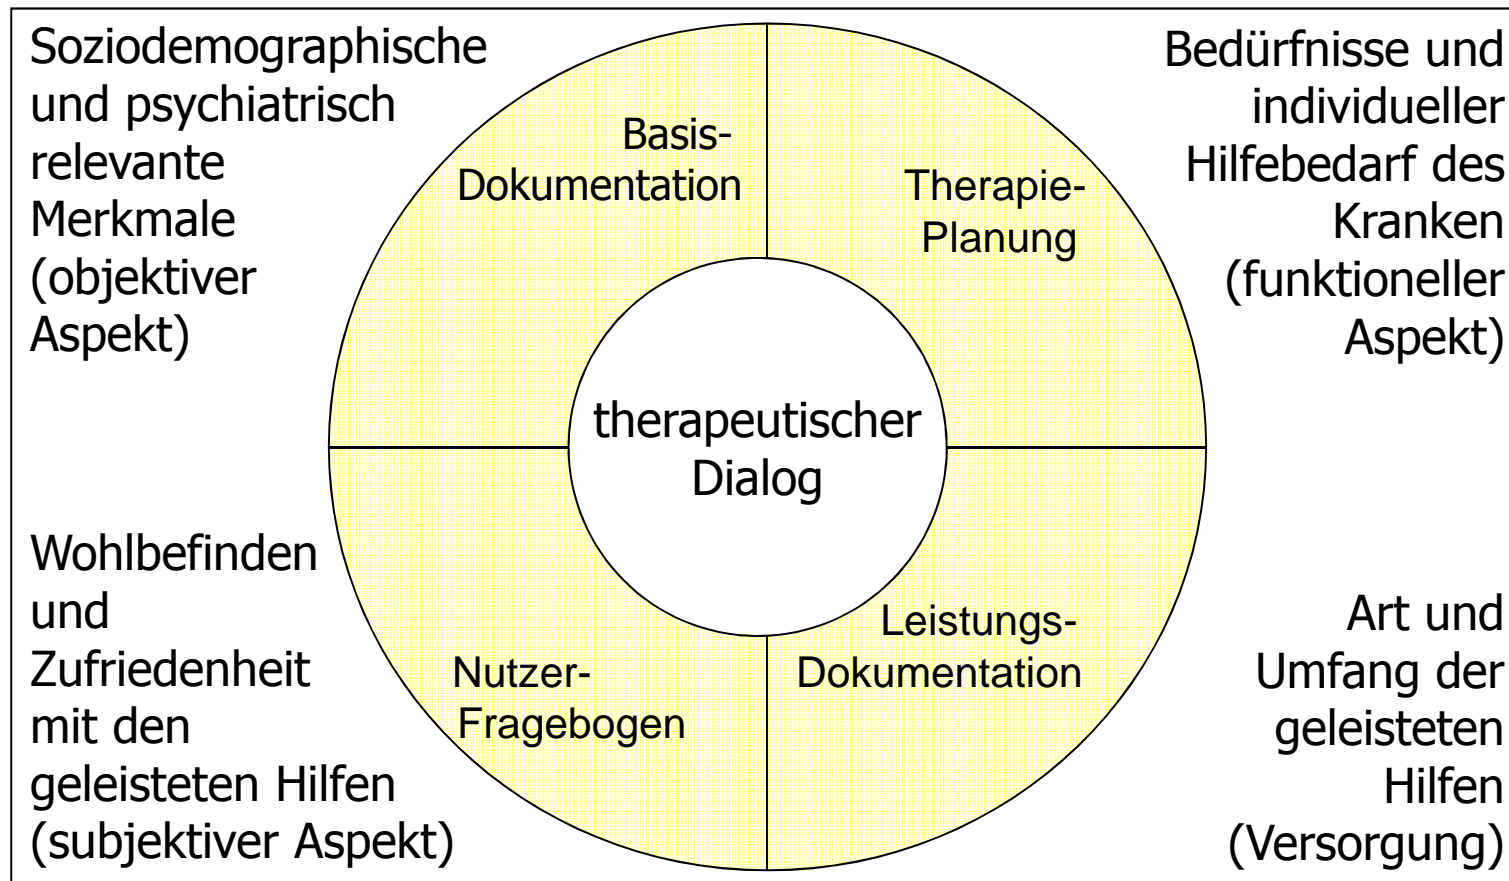 Soziodemographische
und psychiatrisch
relevante
Merkmale
(objektiver
Aspekt)
Basis-
Dokumentation
Therapie-
Planung
Bedürfnisse und
individueller
Hilfebedarf des
Kranken
(funktioneller
Aspekt)
therapeutischer
Dialog
Wohlbefinden
und
Zufriedenheit
mit den
geleisteten Hilfen
(subjektiver Aspekt)
Nutzer-
Fragebogen
Leistungs-
Dokumentation
Art und
Umfang der
geleisteten
Hilfen
(Versorgung)